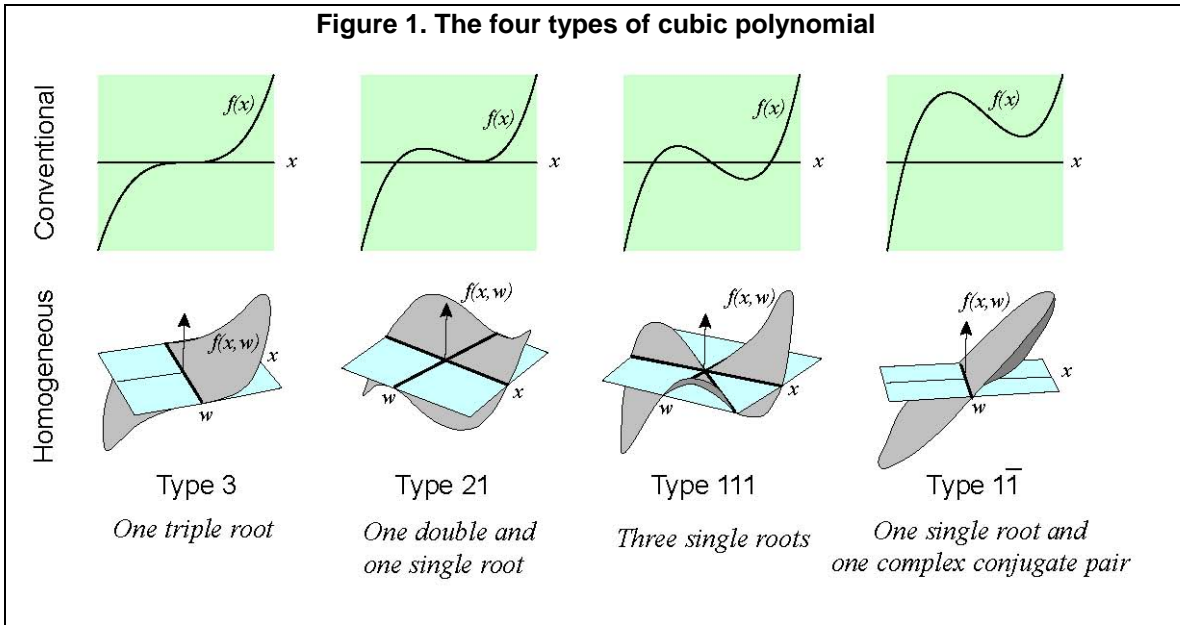 Figure 1. The four types of cubic polynomial
Conventional
f(x)
x
f(x)
x
f(x)
x
f(x)
x
Homogeneous
f(x,w)
x
w
f(x,w)
x
w
f(x,w)
x
w
f(x,w)
x
w
Type 3
Type 21
Type 111
Type 11̅
One triple root
One double and
one single root
Three single roots
One single root and
one complex conjugate pair